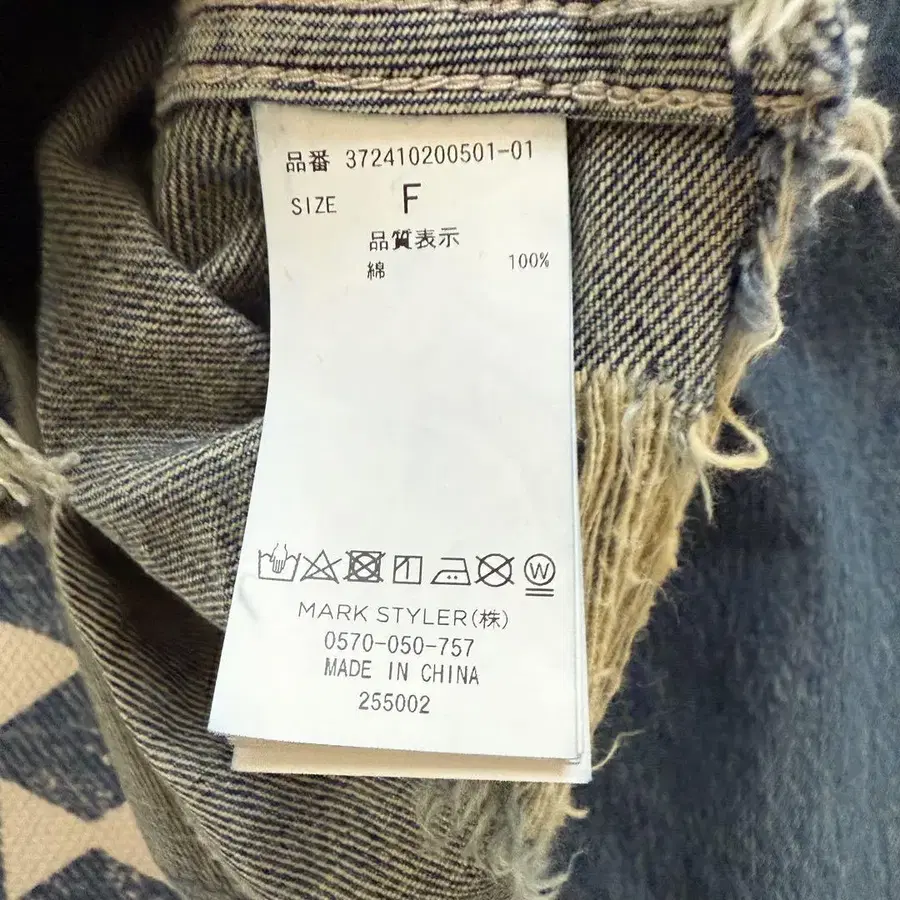 品番 372410200501-01
SIZE F
品質表示
綿 100%
W
MARK STYLER(株)
0570-050-757
MADE IN CHINA
255002